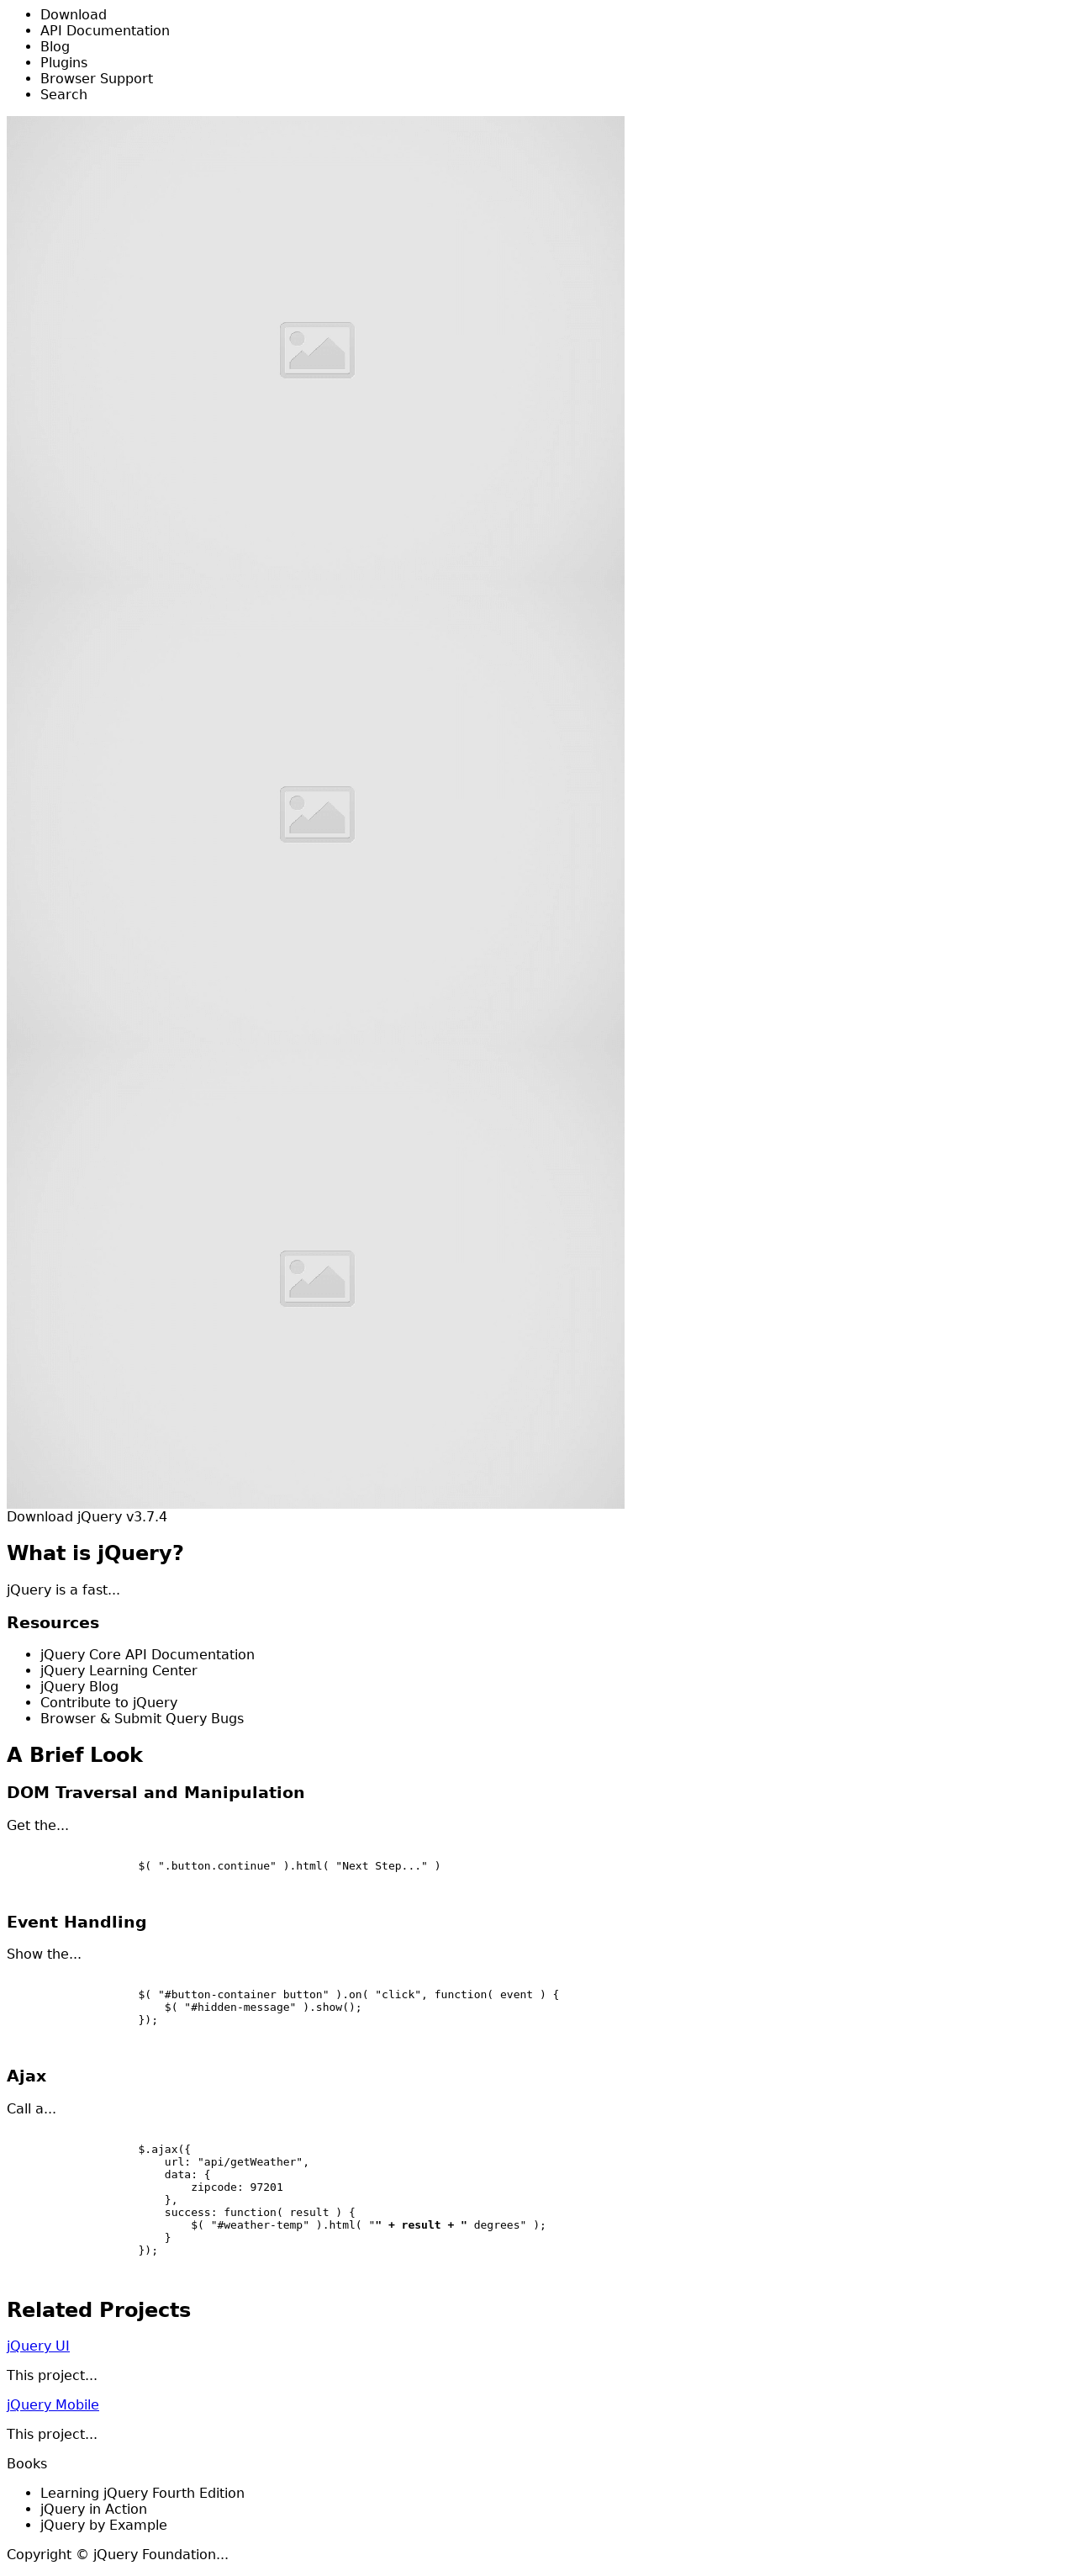 Download
API Documentation
Blog
Plugins
Browser Support
Search
Download jQuery v3.7.4
What is jQuery?
jQuery is a fast...
Resources
jQuery Core API Documentation
jQuery Learning Center
jQuery Blog
Contribute to jQuery
Browser & Submit Query Bugs
A Brief Look
DOM Traversal and Manipulation
Get the...
$( ".button.continue" ).html( "Next Step..." )
Event Handling
Show the...
$( "#button-container button" ).on( "click", function( event ) {
    $( "#hidden-message" ).show();
});
Ajax
Call a...
$.ajax({
    url: "api/getWeather",
    data: {
        zipcode: 97201
    },
    success: function( result ) {
        $( "#weather-temp" ).html( "" + result + " degrees" );
    }
});
Related Projects
jQuery UI
This project...
jQuery Mobile
This project...
Books
Learning jQuery Fourth Edition
jQuery in Action
jQuery by Example
Copyright © jQuery Foundation...